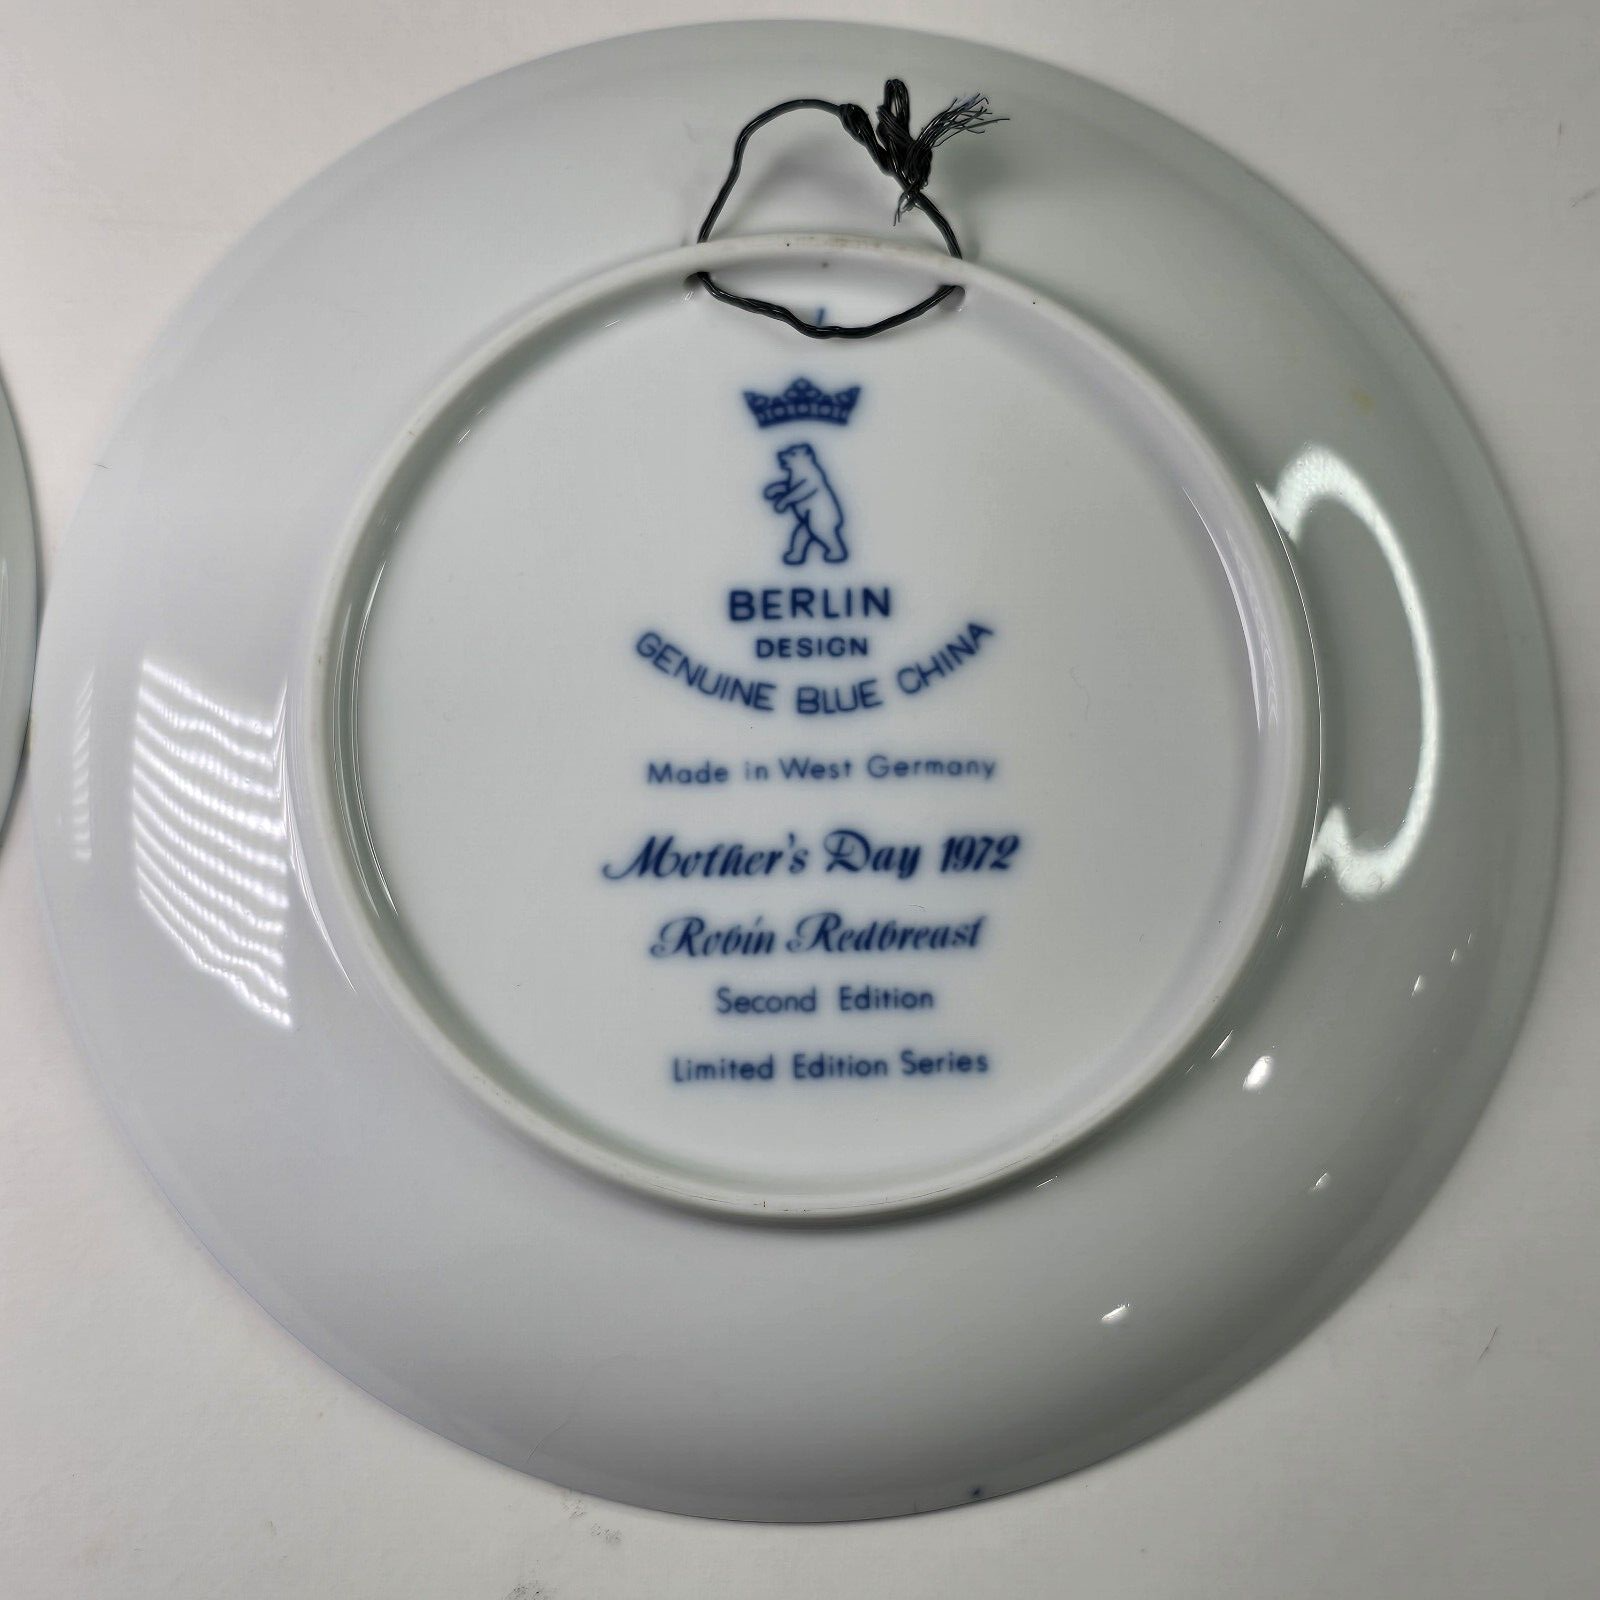 BERLIN
DESIGN
GENUINE BLUE CHINA
Made in West Germany
Mother's Day 1972
Robin Redbreast
Second Edition
Limited Edition Series